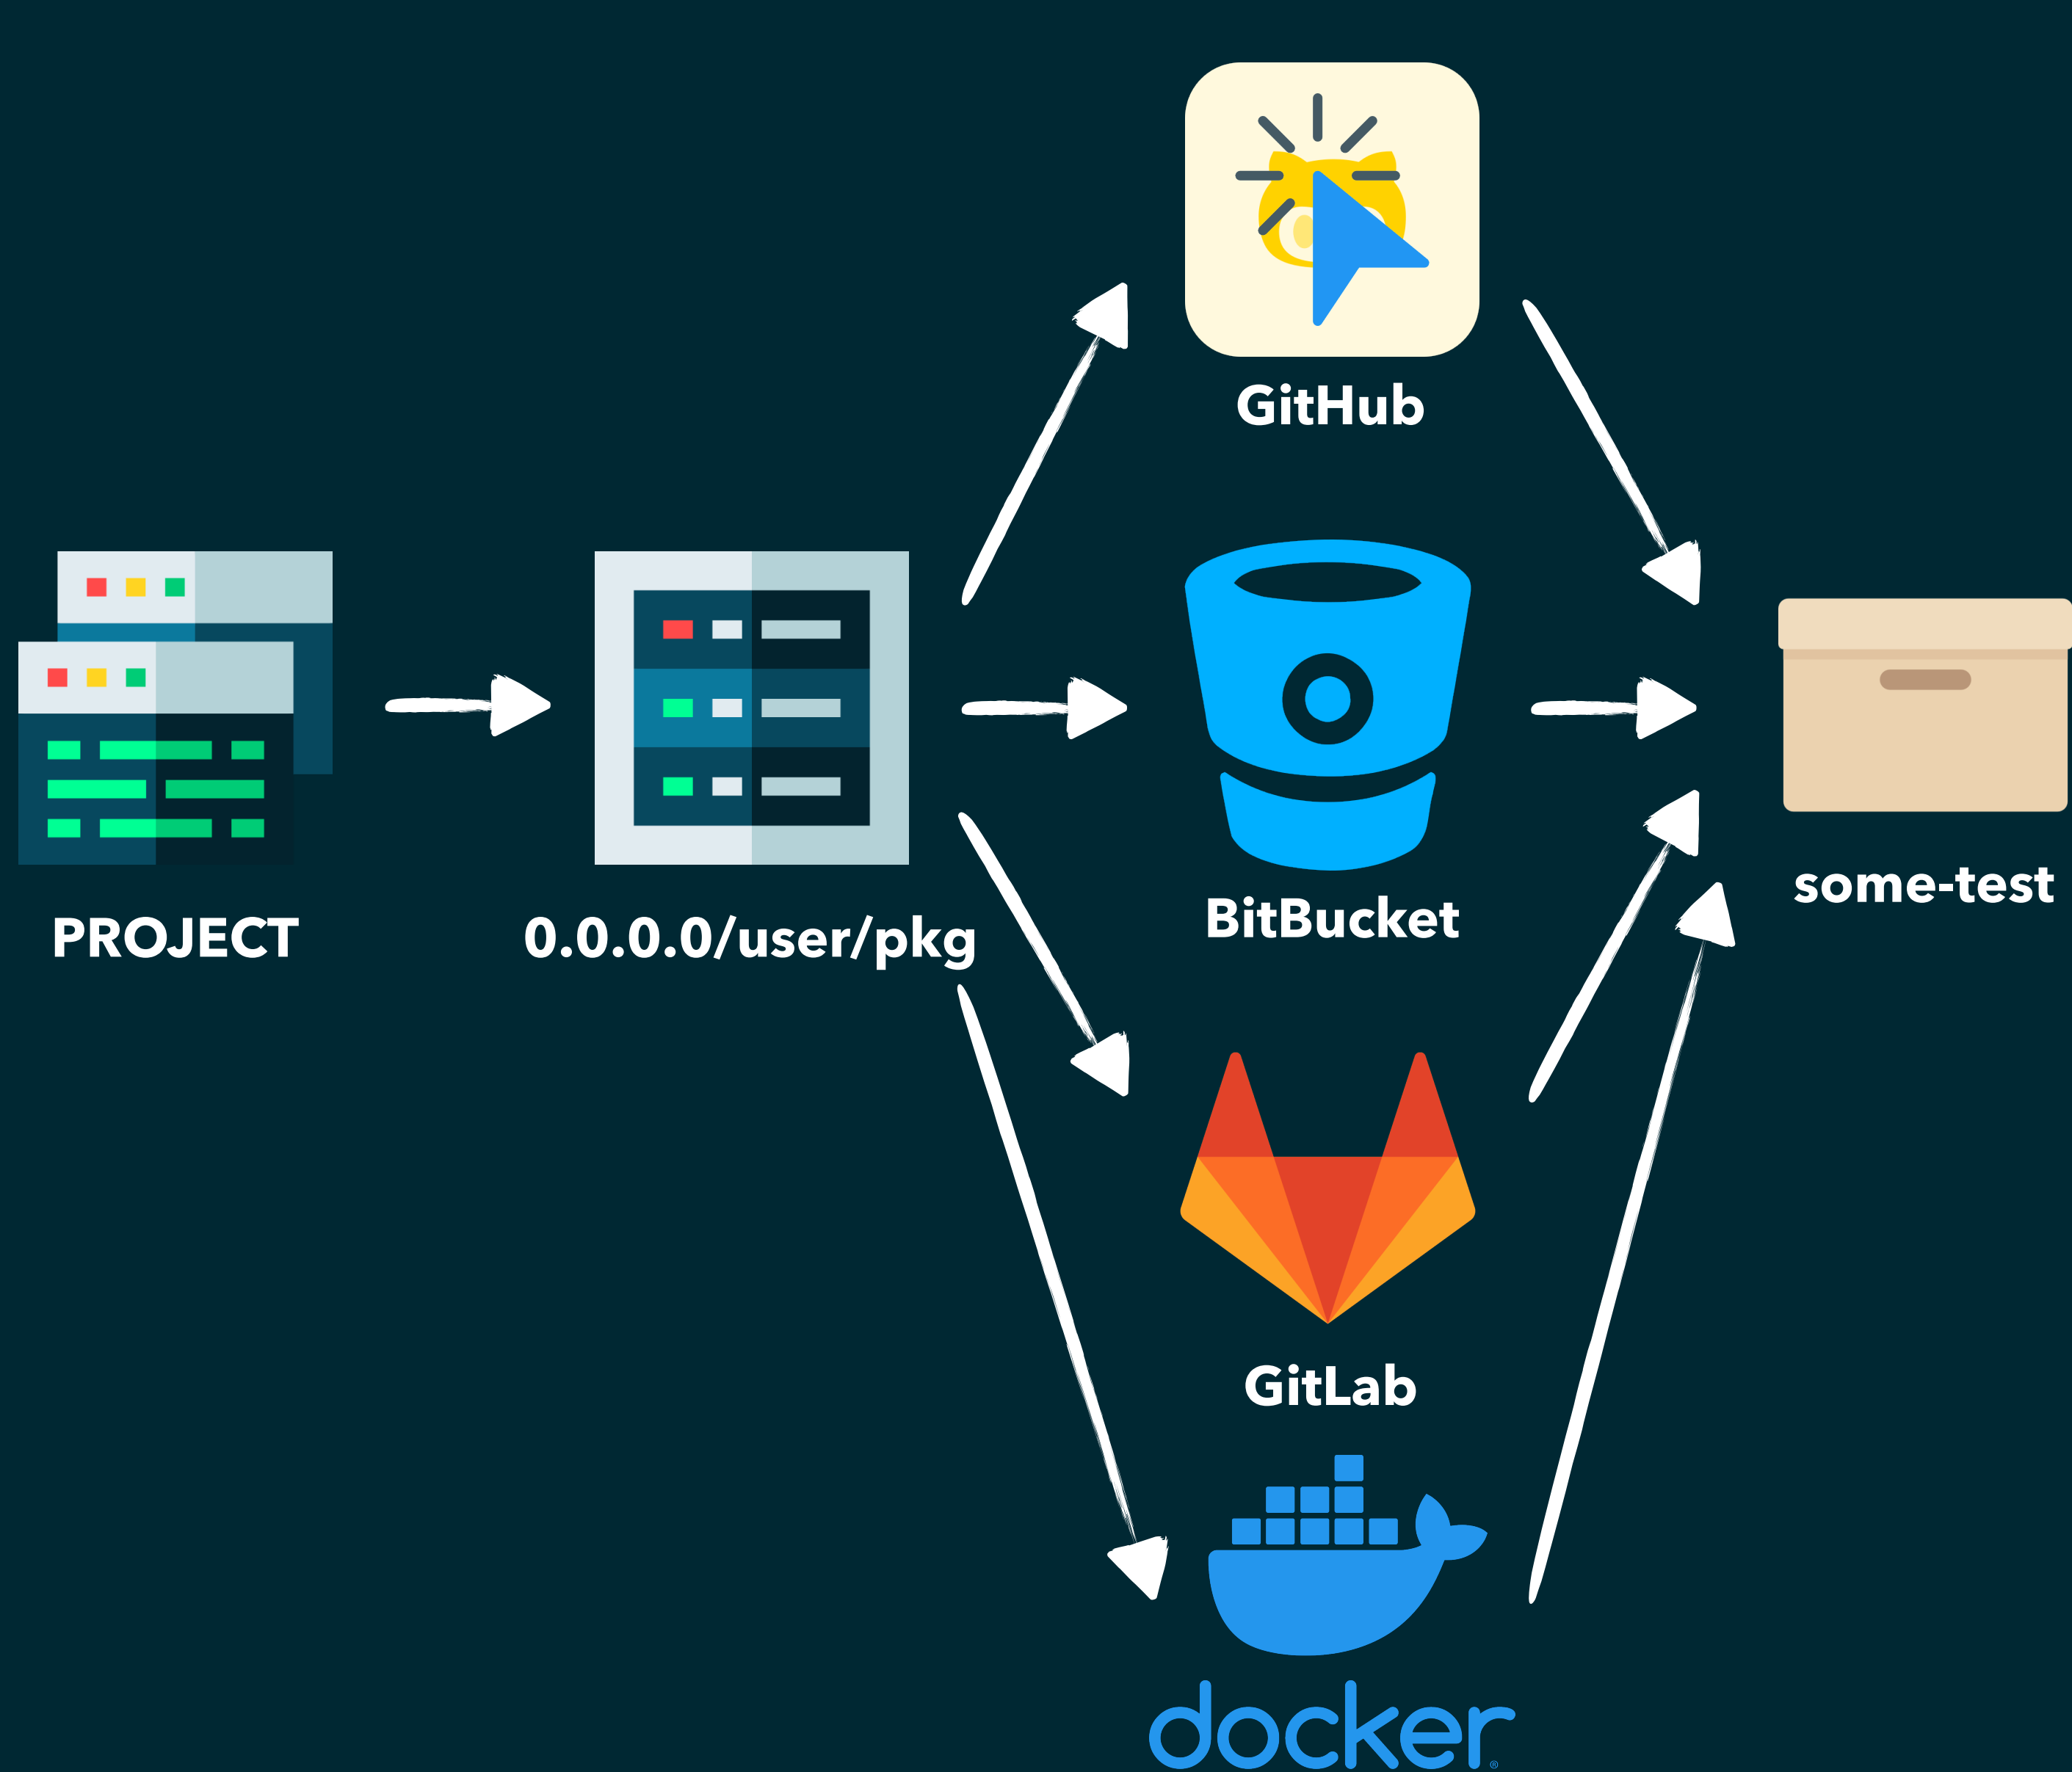 GitHub
PROJECT
0.0.0.0/user/pkg
BitBucket
some-test
GitLab
docker®